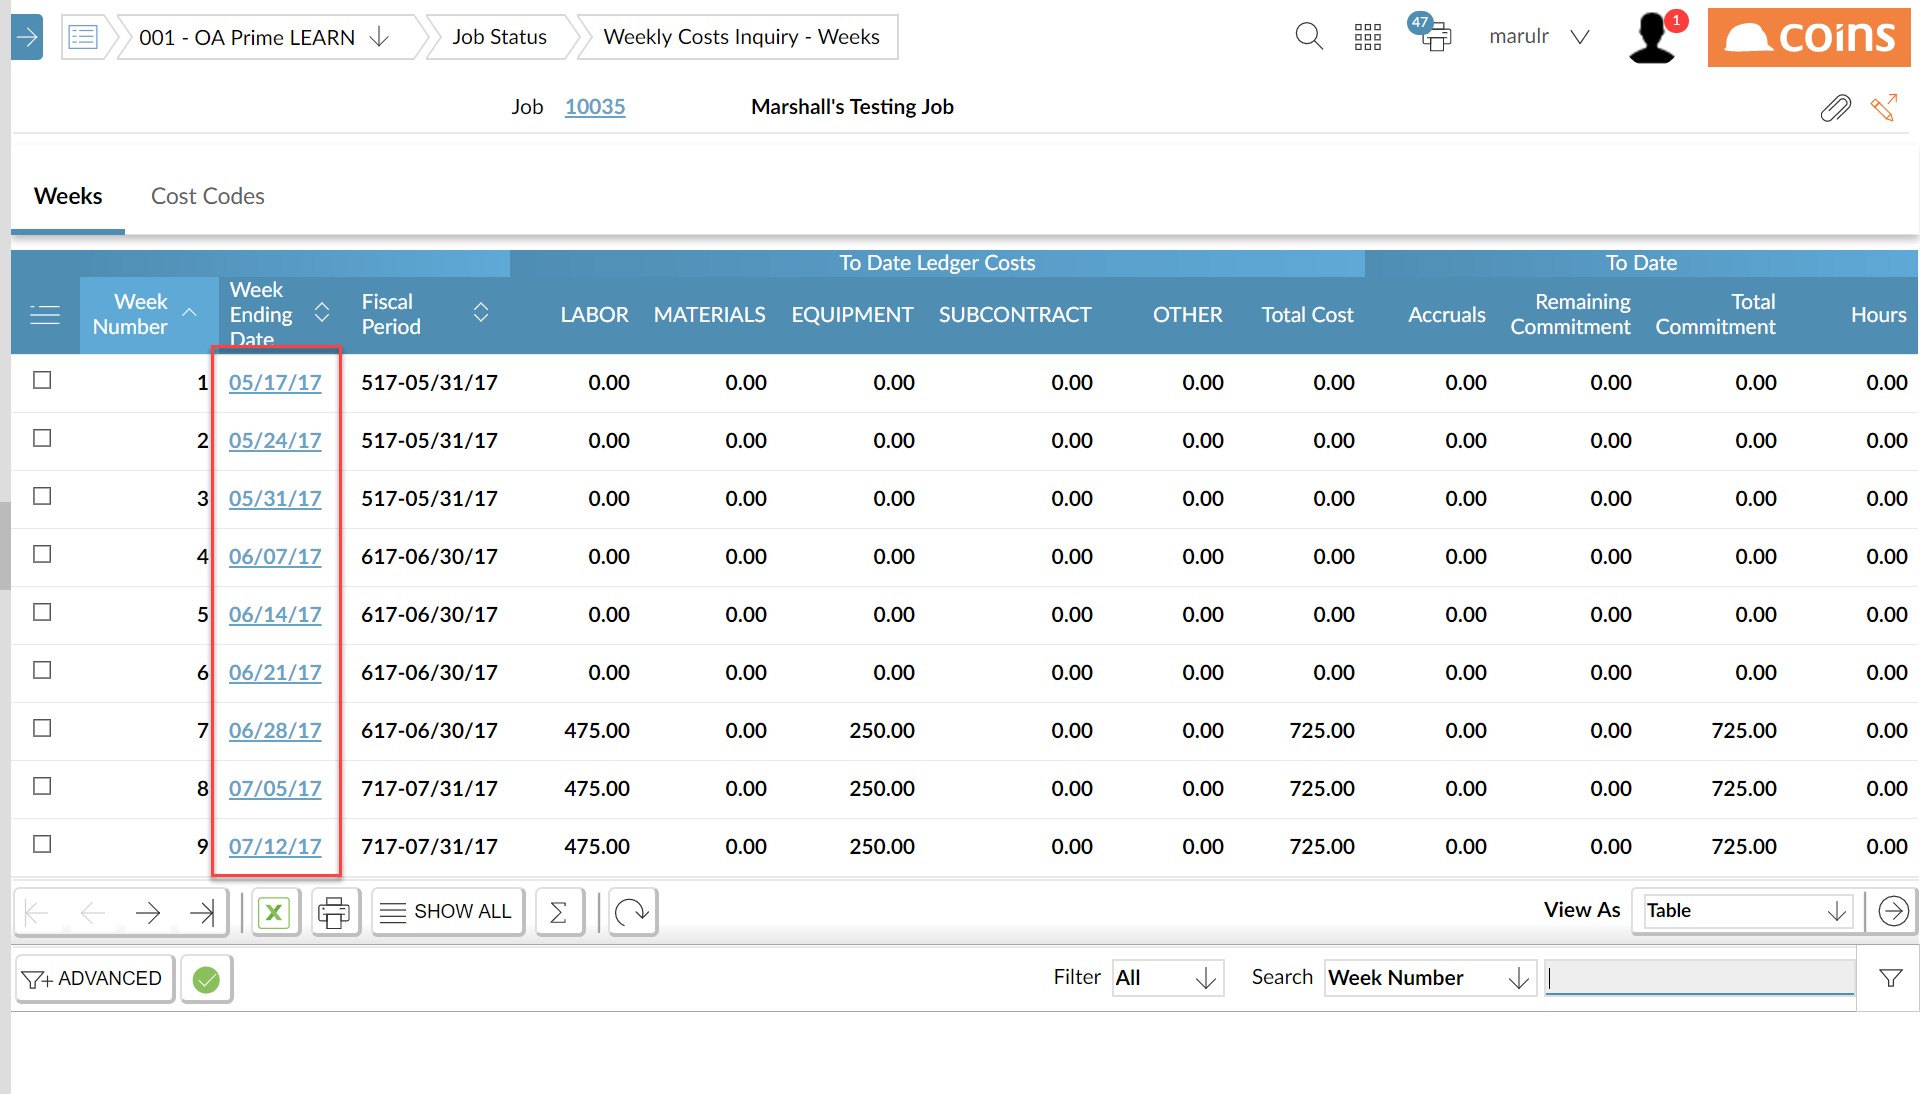 001 - OA Prime LEARN
Job Status
Weekly Costs Inquiry - Weeks
47
marulr
1
coins
Job 10035 Marshall's Testing Job
Weeks Cost Codes
To Date Ledger Costs To Date
Week Number
Week Ending Date
Fiscal Period
LABOR MATERIALS EQUIPMENT SUBCONTRACT OTHER Total Cost Accruals
Remaining Commitment
Total Commitment
Hours
1 05/17/17 517-05/31/17 0.00 0.00 0.00 0.00 0.00 0.00 0.00 0.00 0.00 0.00
2 05/24/17 517-05/31/17 0.00 0.00 0.00 0.00 0.00 0.00 0.00 0.00 0.00 0.00
3 05/31/17 517-05/31/17 0.00 0.00 0.00 0.00 0.00 0.00 0.00 0.00 0.00 0.00
4 06/07/17 617-06/30/17 0.00 0.00 0.00 0.00 0.00 0.00 0.00 0.00 0.00 0.00
5 06/14/17 617-06/30/17 0.00 0.00 0.00 0.00 0.00 0.00 0.00 0.00 0.00 0.00
6 06/21/17 617-06/30/17 0.00 0.00 0.00 0.00 0.00 0.00 0.00 0.00 0.00 0.00
7 06/28/17 617-06/30/17 475.00 0.00 250.00 0.00 0.00 725.00 0.00 0.00 725.00 0.00
8 07/05/17 717-07/31/17 475.00 0.00 250.00 0.00 0.00 725.00 0.00 0.00 725.00 0.00
9 07/12/17 717-07/31/17 475.00 0.00 250.00 0.00 0.00 725.00 0.00 0.00 725.00 0.00
X SHOW ALL Σ View As Table
ADVANCED Filter All Search Week Number